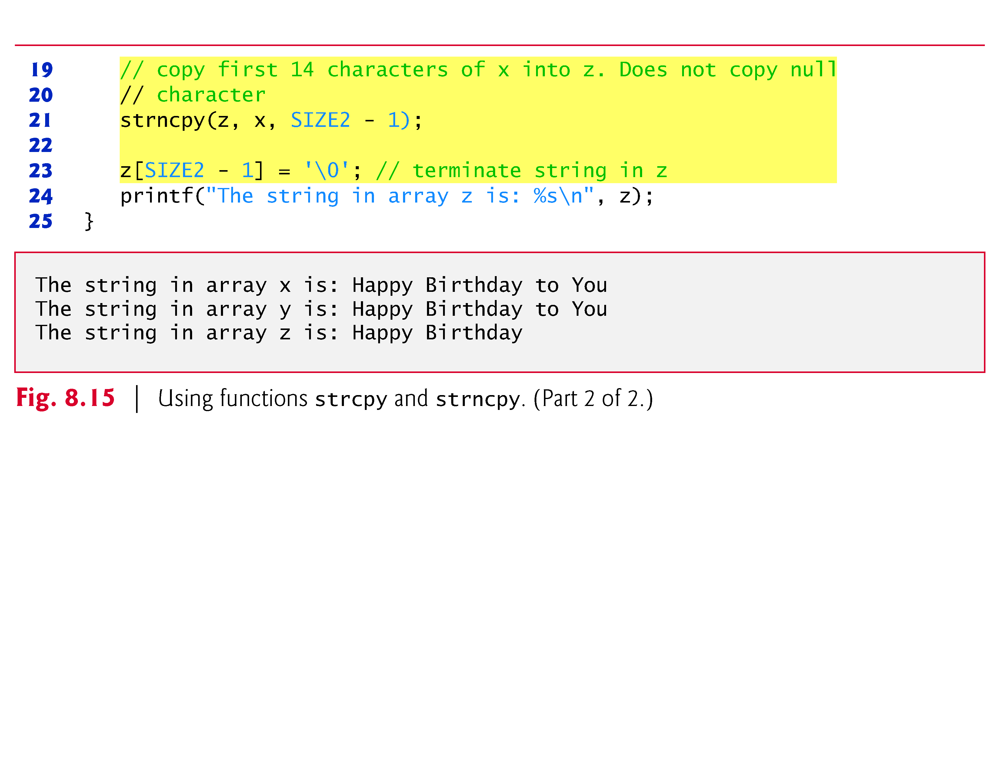 19 // copy first 14 characters of x into z. Does not copy null
20 // character
21 strncpy(z, x, SIZE2 - 1);
22
23 z[SIZE2 - 1] = '\0'; // terminate string in z
24 printf("The string in array z is: %s\n", z);
25 }
The string in array x is: Happy Birthday to You
The string in array y is: Happy Birthday to You
The string in array z is: Happy Birthday
Fig. 8.15 | Using functions strcpy and strncpy. (Part 2 of 2.)